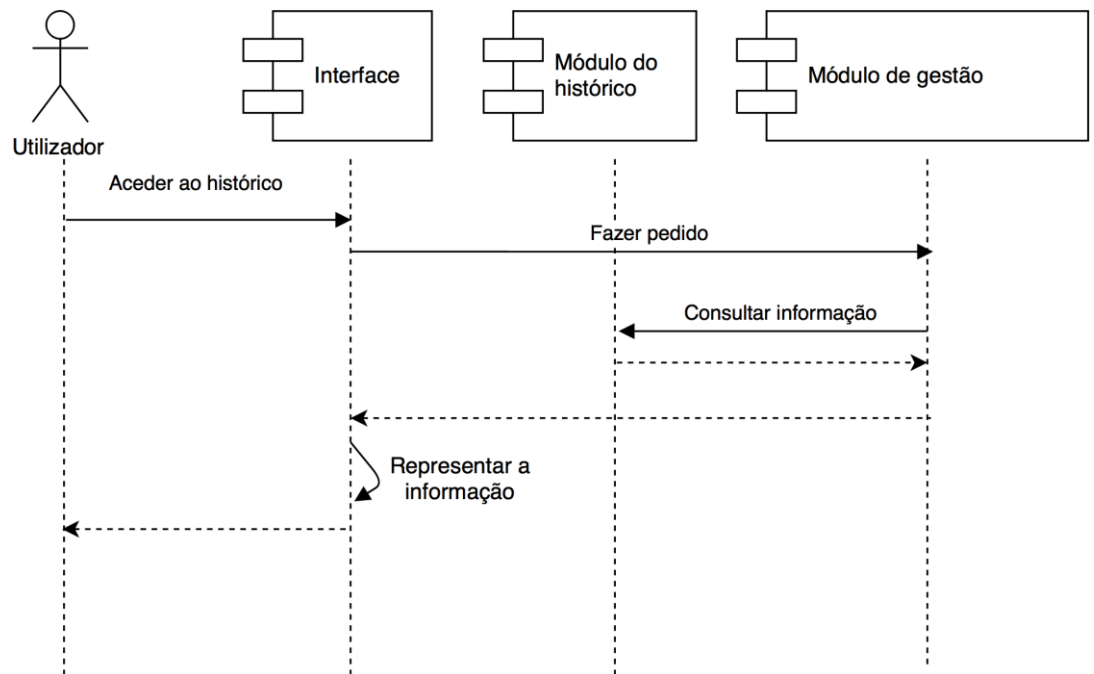 Utilizador
Interface
Módulo do
histórico
Módulo de gestão
Aceder ao histórico
Fazer pedido
Consultar informação
Representar a
informação